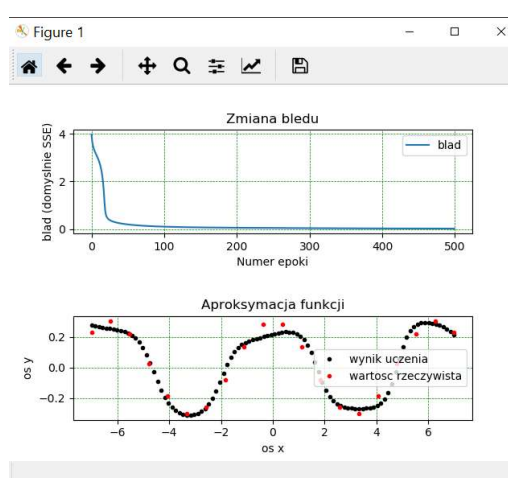 Figure 1
Zmiana bledu
blad (domyslnie SSE)
4
2
0
blad
0 100 200 300 400 500
Numer epoki
Aproksymacja funkcji
os y
0.2
0.0
−0.2
wynik uczenia
wartosc rzeczywista
−6 −4 −2 0 2 4 6
os x